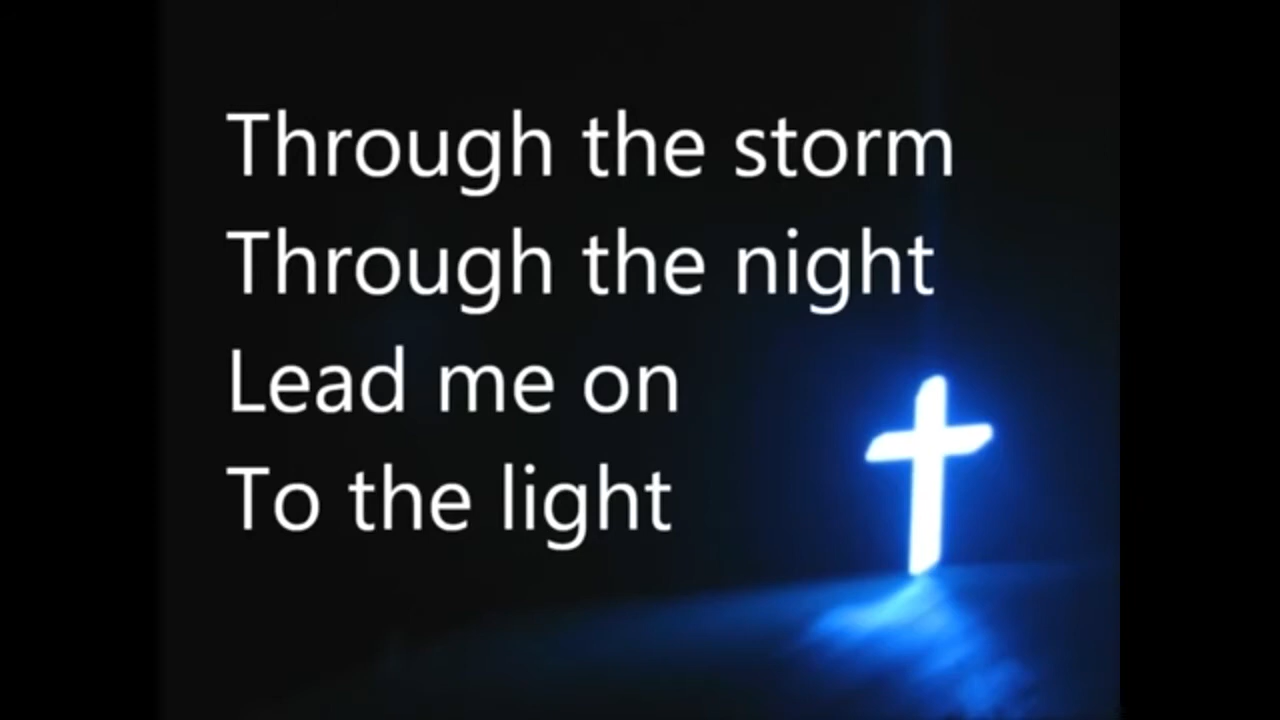 Through the storm
Through the night
Lead me on
To the light